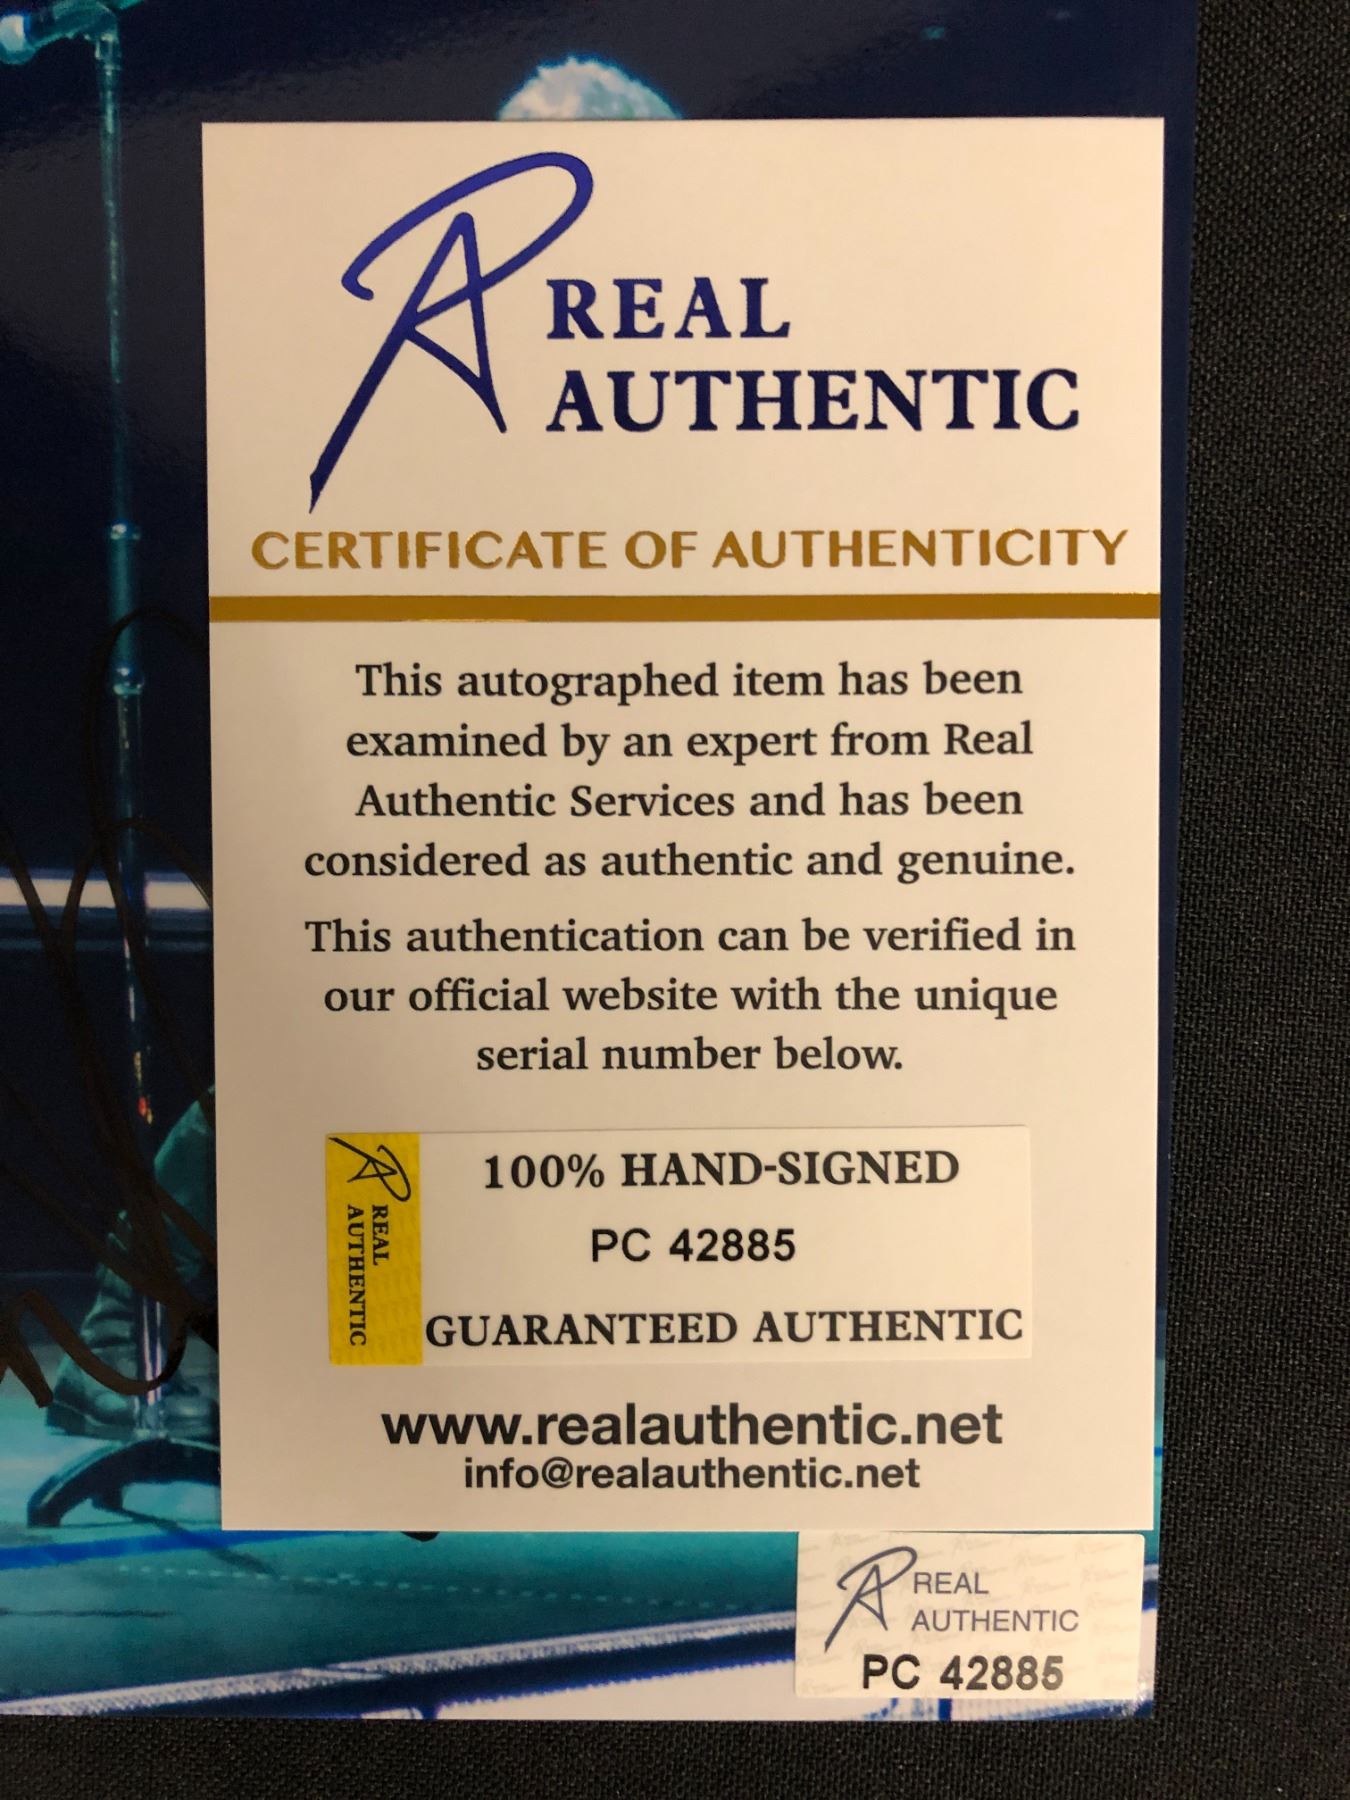 REAL
AUTHENTIC
CERTIFICATE OF AUTHENTICITY
This autographed item has been
examined by an expert from Real
Authentic Services and has been
considered as authentic and genuine.
This authentication can be verified in
our official website with the unique
serial number below.
REAL
AUTHENTIC
100% HAND-SIGNED
PC 42885
GUARANTEED AUTHENTIC
www.realauthentic.net
info@realauthentic.net
REAL
AUTHENTIC
PC 42885